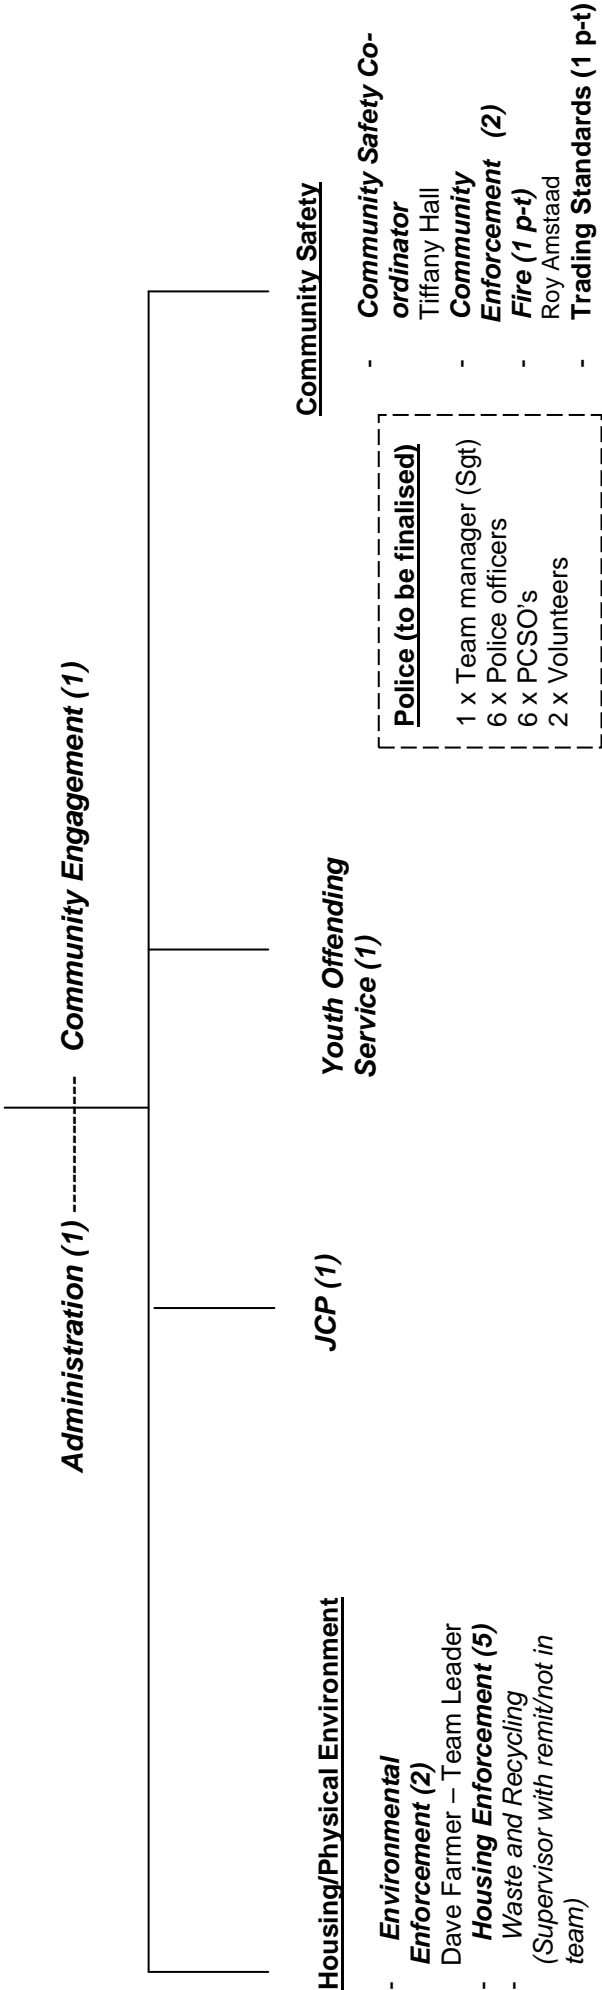 Administration (1) ------------- Community Engagement (1)
Housing/Physical Environment
- Environmental
Enforcement (2)
Dave Farmer – Team Leader
- Housing Enforcement (5)
- Waste and Recycling
(Supervisor with remit/not in
team)
JCP (1)
Youth Offending
Service (1)
Police (to be finalised)
1 x Team manager (Sgt)
6 x Police officers
6 x PCSO's
2 x Volunteers
Community Safety
- Community Safety Co-
ordinator
Tiffany Hall
- Community
Enforcement (2)
- Fire (1 p-t)
Roy Amstaad
- Trading Standards (1 p-t)